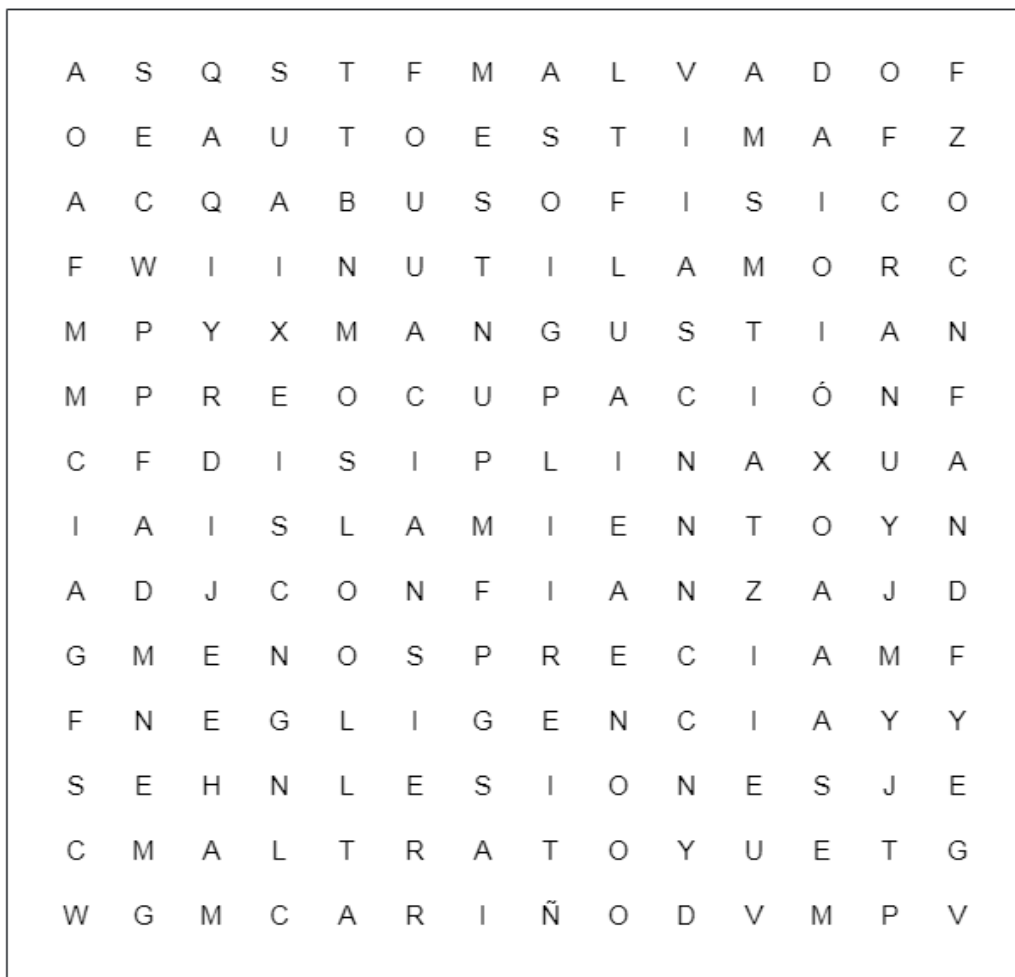 A S Q S T F M A L V A D O F
O E A U T O E S T I M A F Z
A C Q A B U S O F I S I C O
F W I I N U T I L A M O R C
M P Y X M A N G U S T I A N
M P R E O C U P A C I Ó N F
C F D I S I P L I N A X U A
I A I S L A M I E N T O Y N
A D J C O N F I A N Z A J D
G M E N O S P R E C I A M F
F N E G L I G E N C I A Y Y
S E H N L E S I O N E S J E
C M A L T R A T O Y U E T G
W G M C A R I Ñ O D V M P V